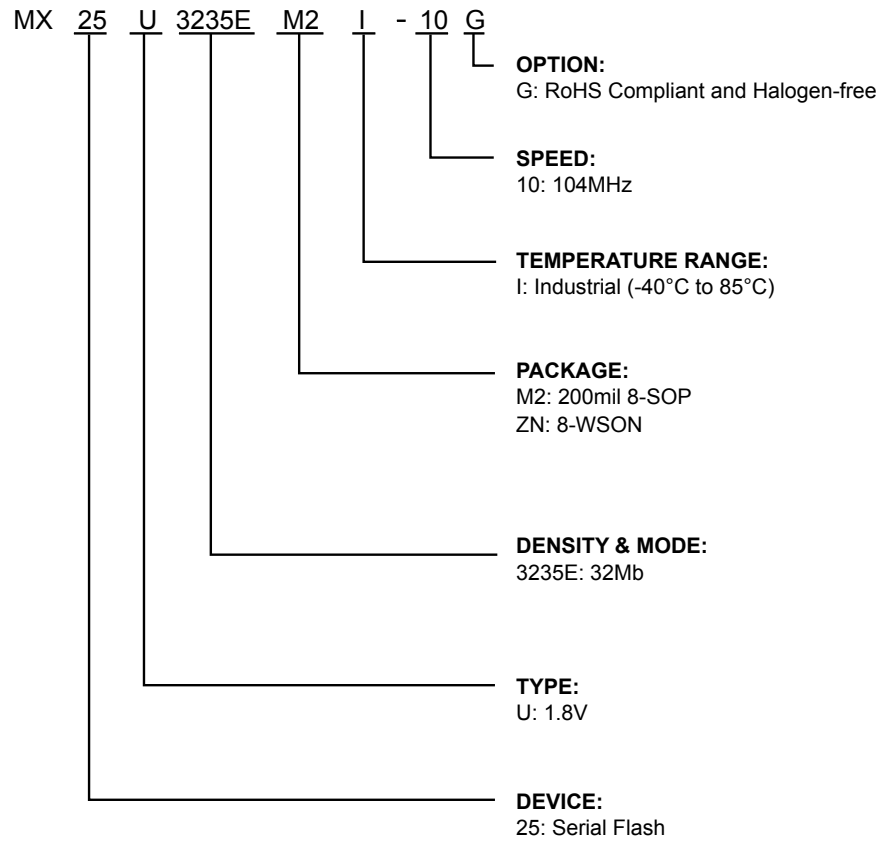 MX 25 U 3235E M2 I - 10 G
OPTION:
G: RoHS Compliant and Halogen-free
SPEED:
10: 104MHz
TEMPERATURE RANGE:
I: Industrial (-40°C to 85°C)
PACKAGE:
M2: 200mil 8-SOP
ZN: 8-WSON
DENSITY & MODE:
3235E: 32Mb
TYPE:
U: 1.8V
DEVICE:
25: Serial Flash